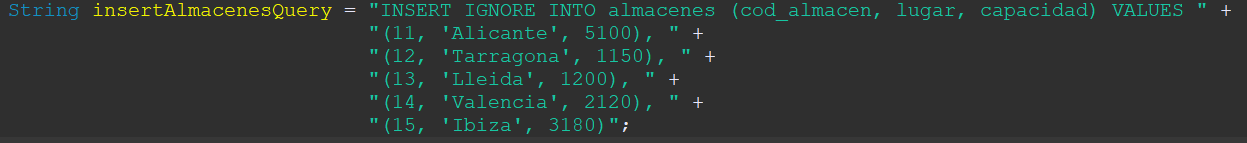 String insertAlmacenesQuery = "INSERT IGNORE INTO almacenes (cod_almacen, lugar, capacidad) VALUES " +
"(11, 'Alicante', 5100), " +
"(12, 'Tarragona', 1150), " +
"(13, 'Lleida', 1200), " +
"(14, 'Valencia', 2120), " +
"(15, 'Ibiza', 3180)";